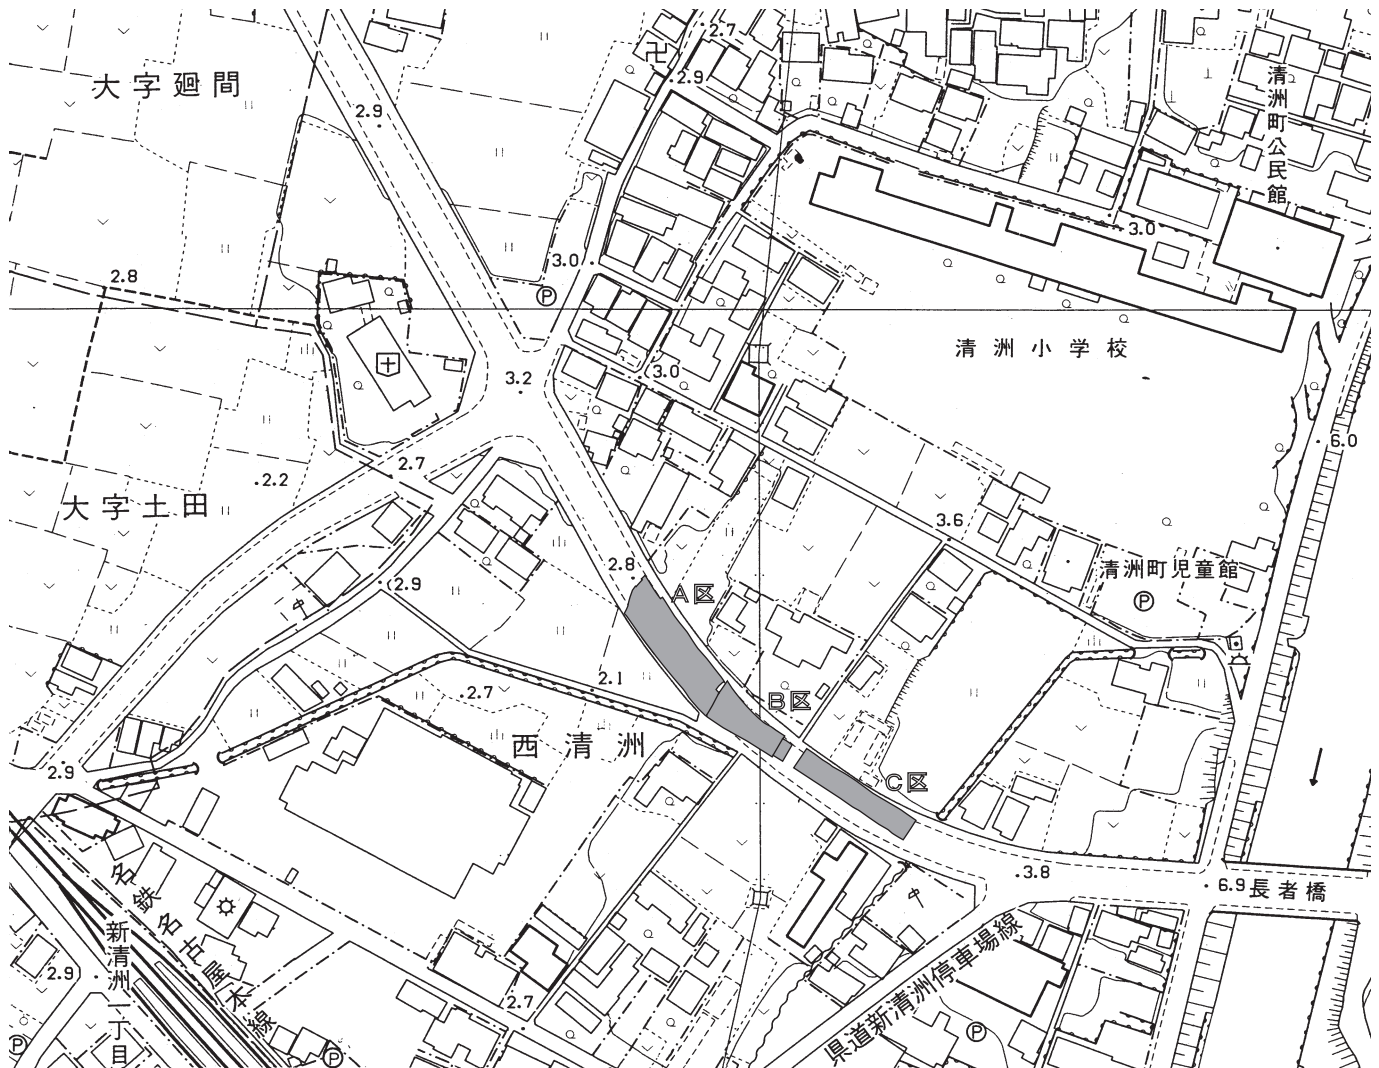 2.7
卍
2.9
大字廻間
清洲町公民館
2.9
3.0
2.8
3.0
P
清洲小学校
3.2
3.0
6.0
2.7
2.2
大字土田
3.6
2.8
清洲町児童館
A区
2.9
P
2.1
2.7
B区
西清洲
2.9
C区
3.8
6.9
長者橋
名鉄名古屋本線
新清洲一丁目
県道新清洲停車場線
2.9
2.7
P
P
P